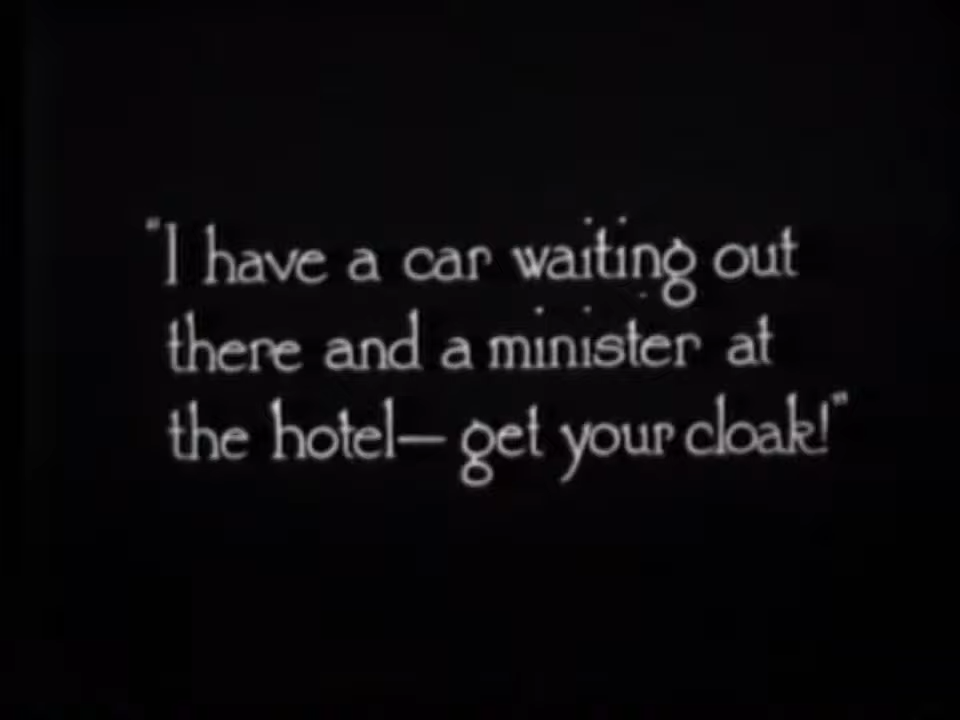 "I have a car waiting out
there and a minister at
the hotel— get your cloak!"